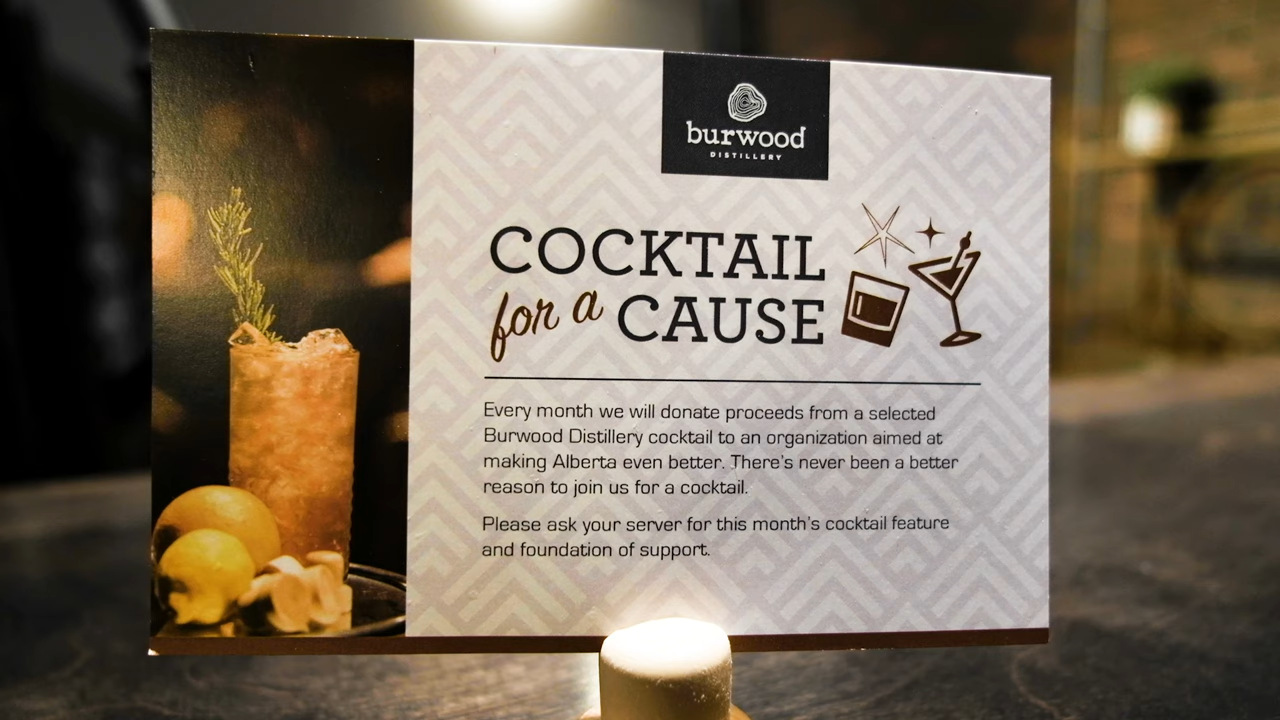 burwood
DISTILLERY
COCKTAIL
for a CAUSE
Every month we will donate proceeds from a selected
Burwood Distillery cocktail to an organization aimed at
making Alberta even better. There's never been a better
reason to join us for a cocktail.
Please ask your server for this month's cocktail feature
and foundation of support.